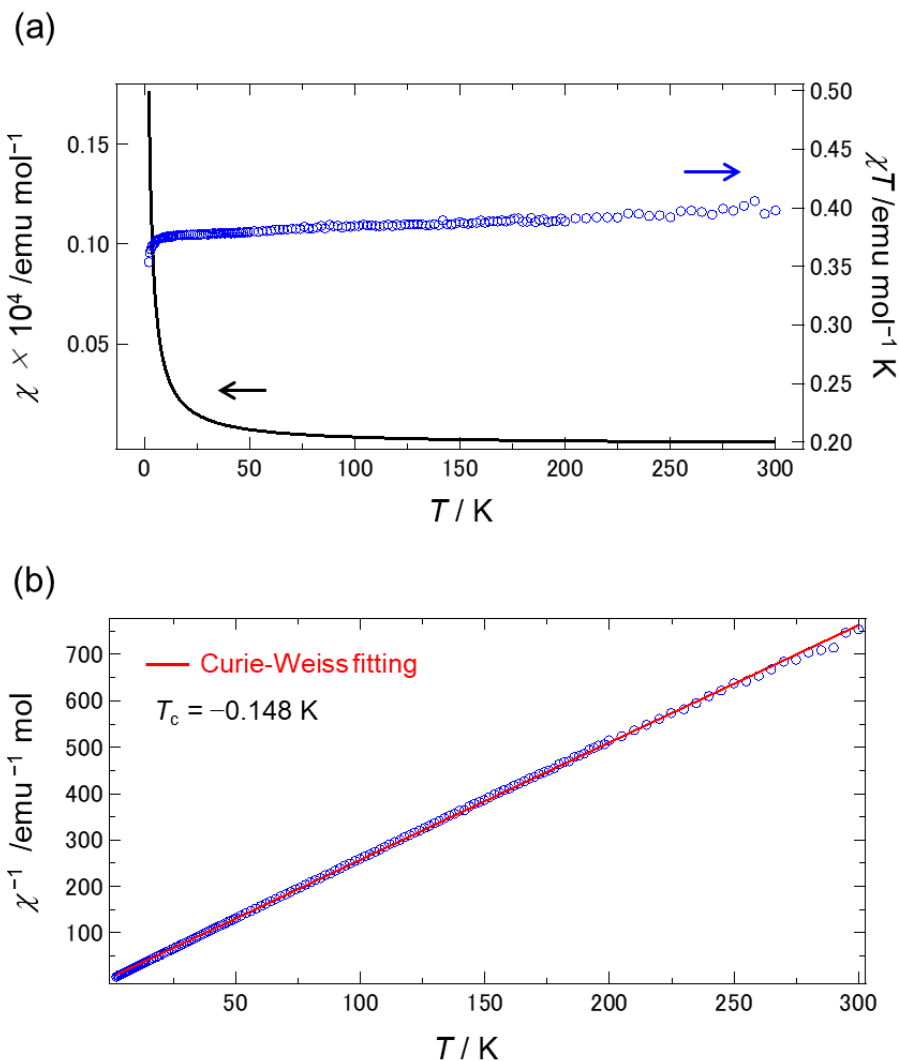 (a)
χ × 10⁴ /emu mol⁻¹
0.15
0.10
0.05
0.50
0.45
0.40
0.35
0.30
0.25
0.20
χT /emu mol⁻¹ K
0 50 100 150 200 250 300
T / K
(b)
χ⁻¹ /emu⁻¹ mol
700
600
500
400
300
200
100
Curie-Weiss fitting
T_c = −0.148 K
50 100 150 200 250 300
T / K